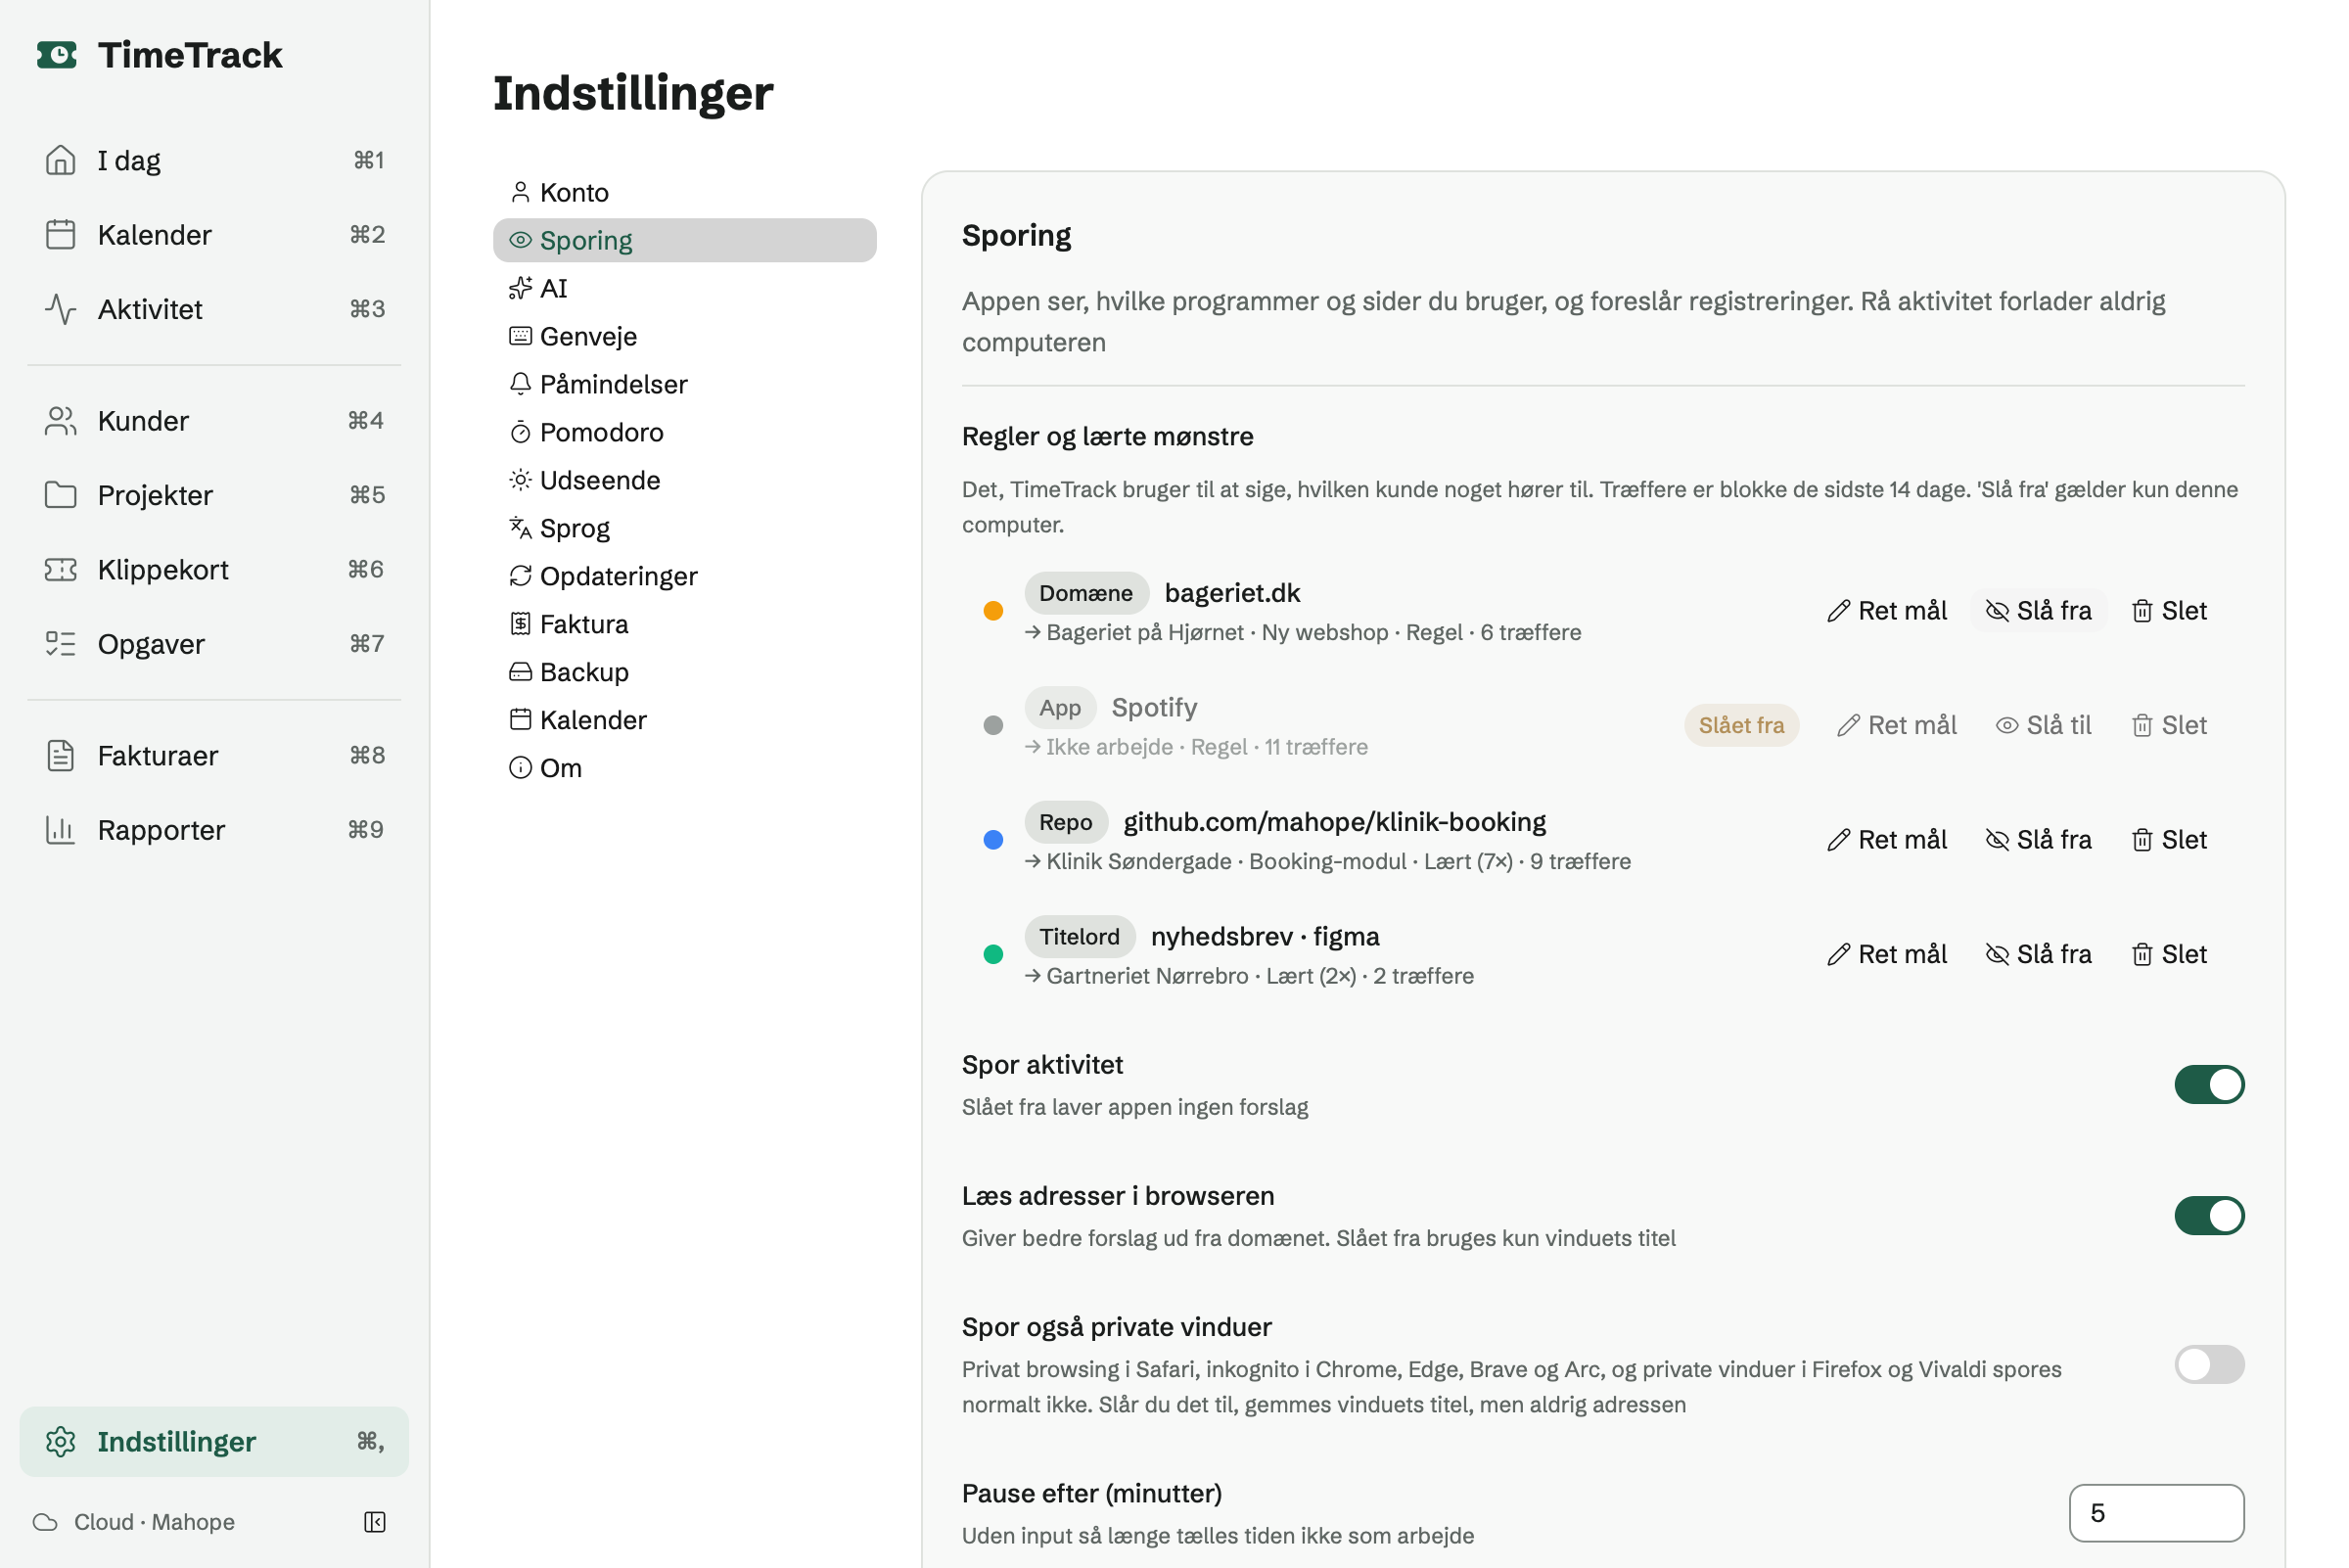 TimeTrack
I dag ⌘1
Kalender ⌘2
Aktivitet ⌘3
Kunder ⌘4
Projekter ⌘5
Klippekort ⌘6
Opgaver ⌘7
Fakturaer ⌘8
Rapporter ⌘9
Indstillinger ⌘,
Cloud · Mahope
Indstillinger
Konto
Sporing
AI
Genveje
Påmindelser
Pomodoro
Udseende
Sprog
Opdateringer
Faktura
Backup
Kalender
Om
Sporing
Appen ser, hvilke programmer og sider du bruger, og foreslår registreringer. Rå aktivitet forlader aldrig
computeren
Regler og lærte mønstre
Det, TimeTrack bruger til at sige, hvilken kunde noget hører til. Træffere er blokke de sidste 14 dage. 'Slå fra' gælder kun denne
computer.
Domæne bageriet.dk
→ Bageriet på Hjørnet · Ny webshop · Regel · 6 træffere
Ret mål Slå fra Slet
App Spotify
→ Ikke arbejde · Regel · 11 træffere
Slået fra Ret mål Slå til Slet
Repo github.com/mahope/klinik-booking
→ Klinik Søndergade · Booking-modul · Lært (7×) · 9 træffere
Ret mål Slå fra Slet
Titelord nyhedsbrev · figma
→ Gartneriet Nørrebro · Lært (2×) · 2 træffere
Ret mål Slå fra Slet
Spor aktivitet
Slået fra laver appen ingen forslag
Læs adresser i browseren
Giver bedre forslag ud fra domænet. Slået fra bruges kun vinduets titel
Spor også private vinduer
Privat browsing i Safari, inkognito i Chrome, Edge, Brave og Arc, og private vinduer i Firefox og Vivaldi spores
normalt ikke. Slår du det til, gemmes vinduets titel, men aldrig adressen
Pause efter (minutter)
Uden input så længe tælles tiden ikke som arbejde
5